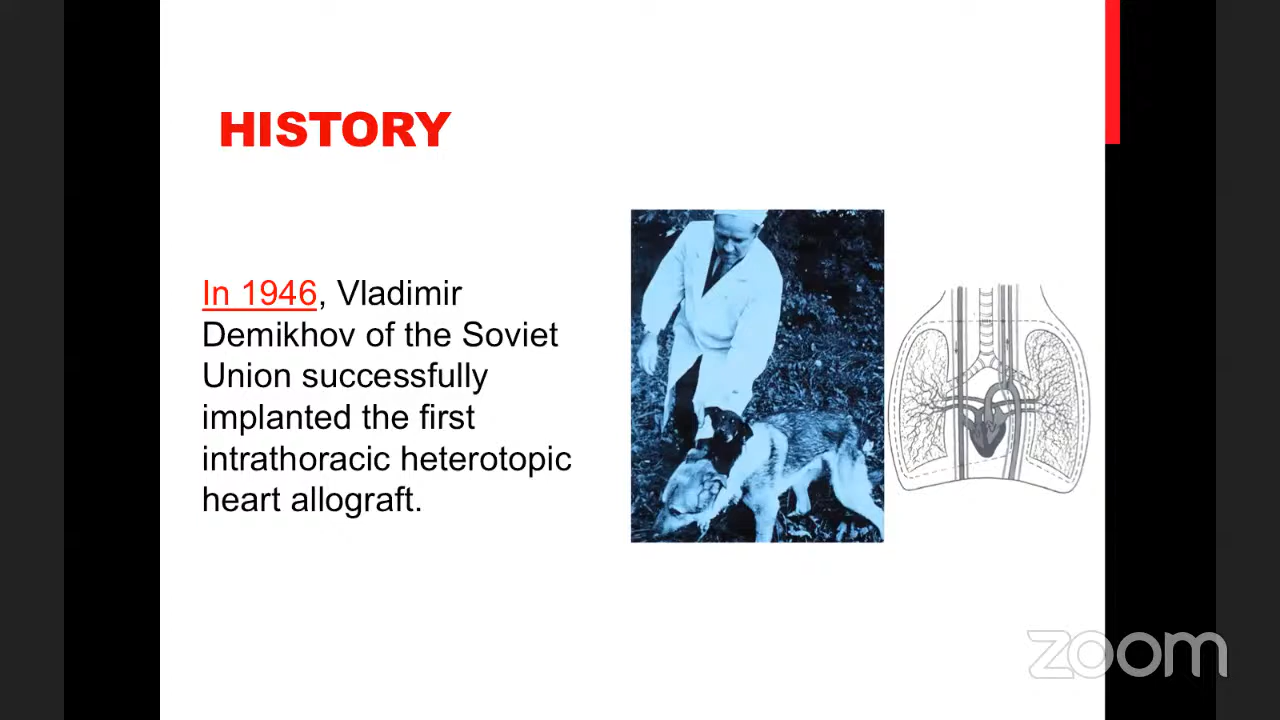 HISTORY
In 1946, Vladimir
Demikhov of the Soviet
Union successfully
implanted the first
intrathoracic heterotopic
heart allograft.
zoom